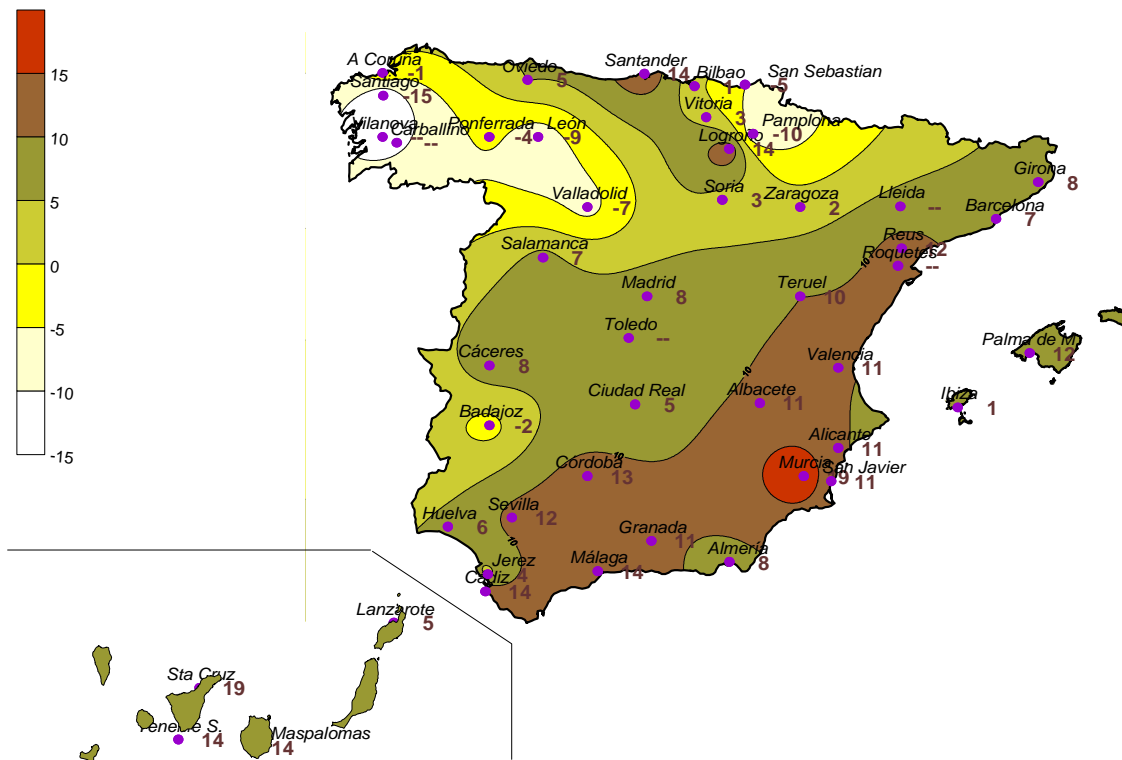 15
10
5
0
-5
-10
-15
A Coruña -1
Santiago -15
Vilanova --
Carballino --
Ponferrada -4
León -9
Oviedo 5
Santander 14
Bilbao 1
San Sebastian -5
Vitoria 3
Pamplona -10
Logroño 14
Valladolid -7
Soria 3
Zaragoza 2
Lleida --
Girona 8
Barcelona 7
Reus 12
Roquetes --
Salamanca 7
Madrid 8
Teruel 10
Toledo --
Cáceres 8
Ciudad Real 5
Albacete 11
Valencia 11
Palma de M. 12
Ibiza 1
Badajoz -2
Alicante 11
Murcia
San Javier 11
Córdoba 13
Huelva 6
Sevilla 12
Granada 11
Almería 8
Jerez 4
Cádiz 14
Málaga 14
10
10
10
10
Lanzarote 5
Sta Cruz 19
Tenerife S. 14
Maspalomas 14